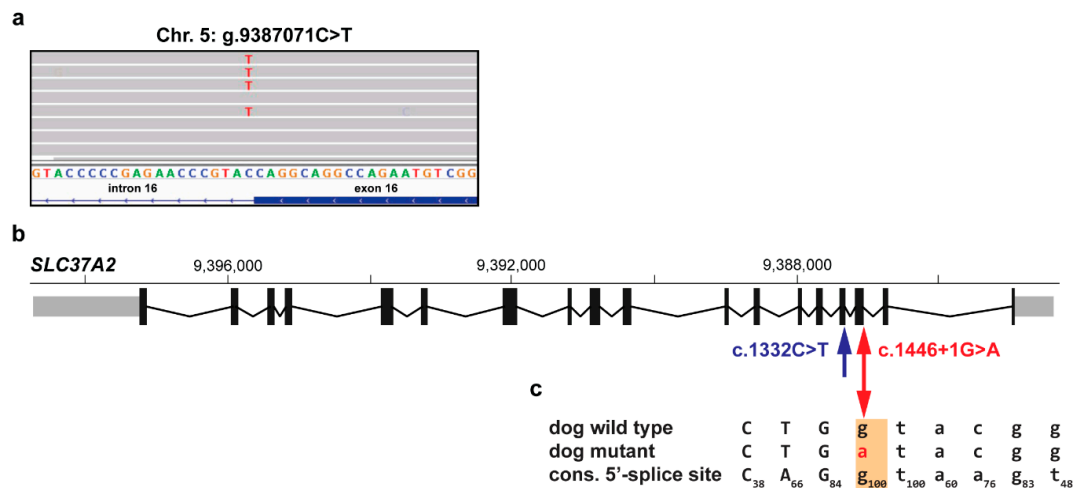 a
Chr. 5: g.9387071C>T
T
G T
T
T C
GTACCCCCGAGAACCCGTACCAGGCAGGCCAGAATGTCGG
intron 16 exon 16
b
SLC37A2 9,396,000 9,392,000 9,388,000
c.1332C>T c.1446+1G>A
c
dog wild type C T G g t a c g g
dog mutant C T G a t a c g g
cons. 5'-splice site C38 A66 G84 g100 t100 a60 a76 g83 t48